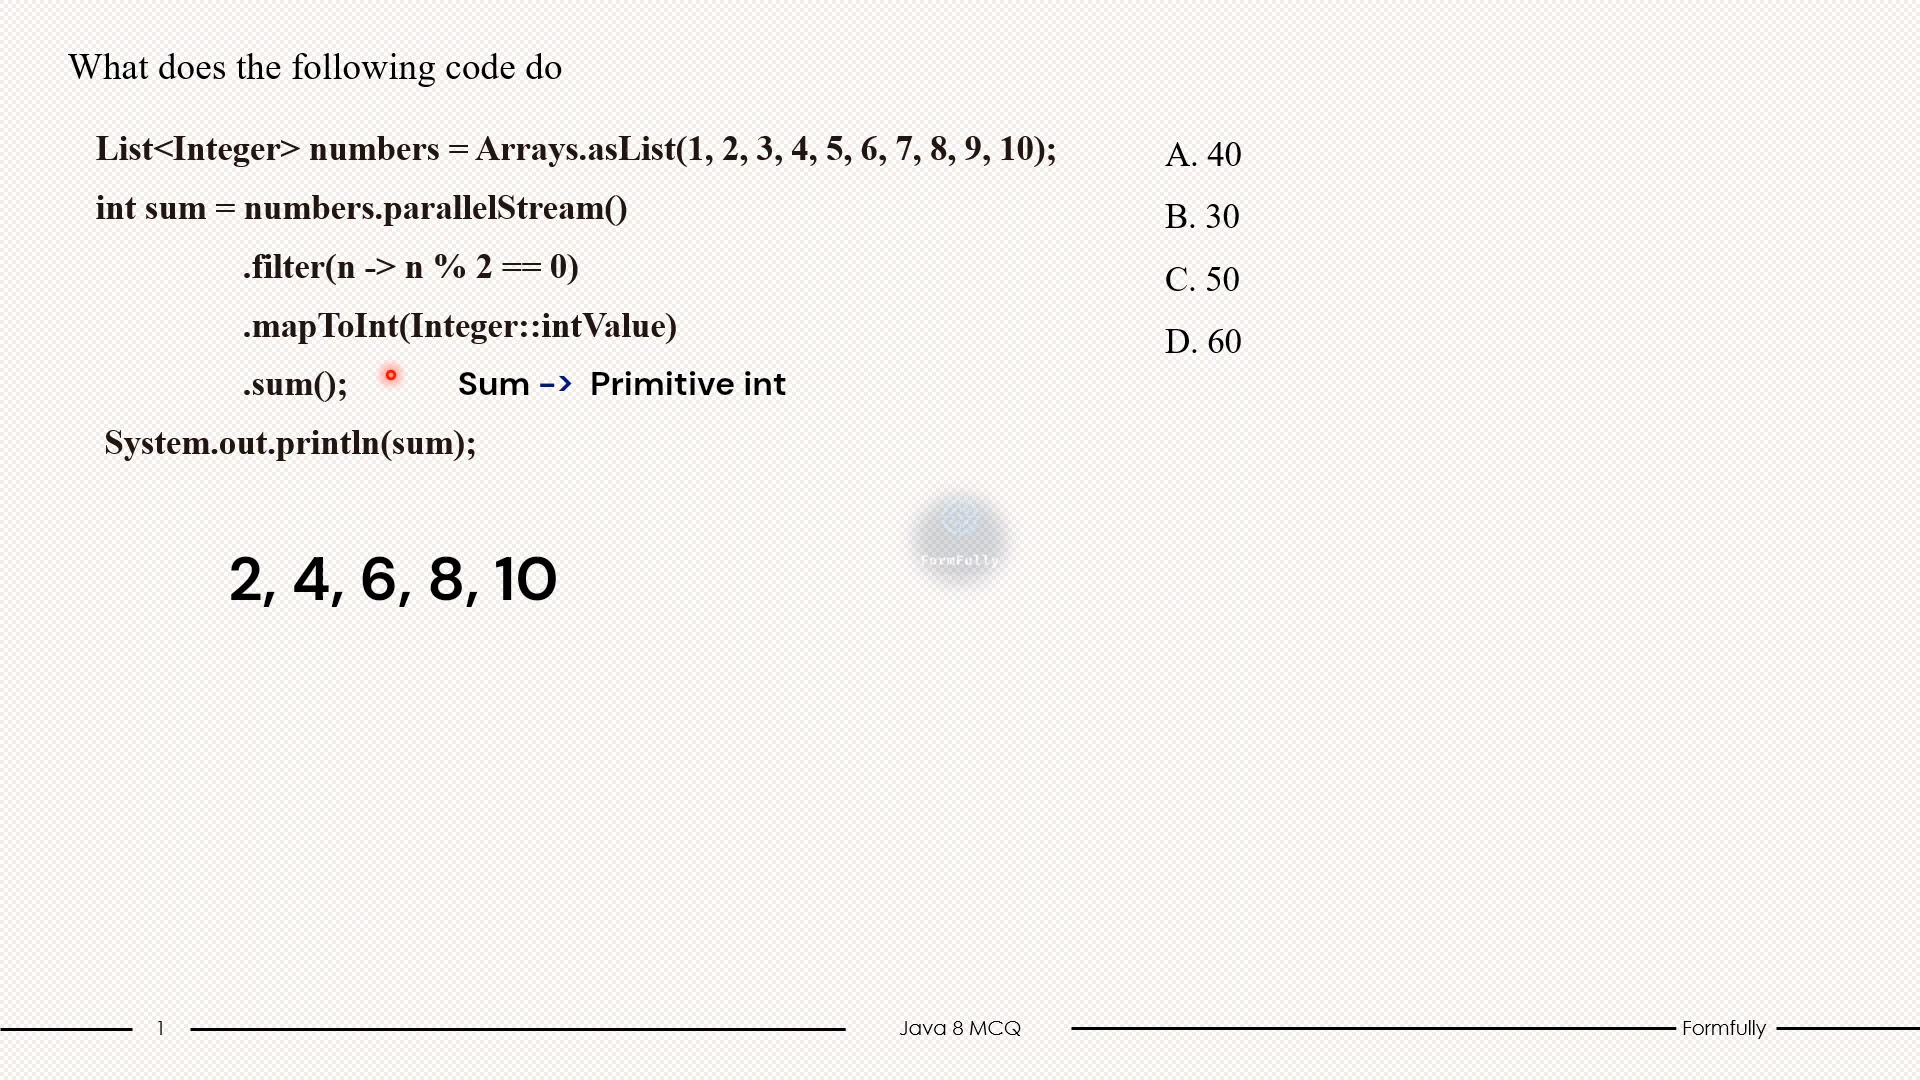 What does the following code do
List<Integer> numbers = Arrays.asList(1, 2, 3, 4, 5, 6, 7, 8, 9, 10);
int sum = numbers.parallelStream()
.filter(n -> n % 2 == 0)
.mapToInt(Integer::intValue)
.sum();
Sum -> Primitive int
System.out.println(sum);
A. 40
B. 30
C. 50
D. 60
FormFully
2, 4, 6, 8, 10
1
Java 8 MCQ
Formfully